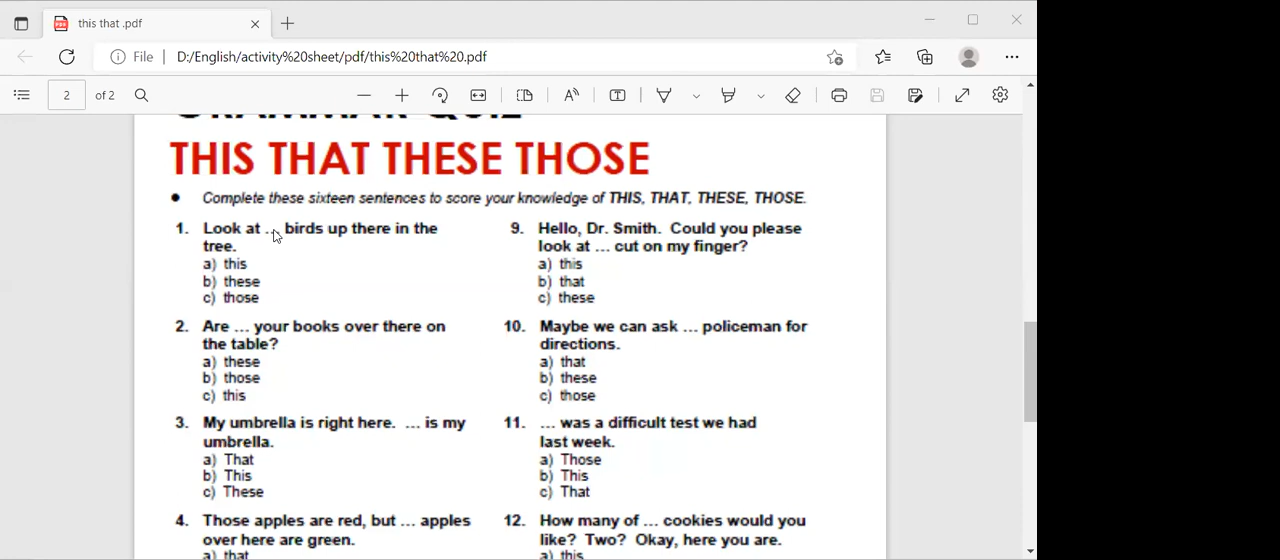 this that .pdf
File
D:/English/activity%20sheet/pdf/this%20that%20.pdf
2
of 2
GRAMMAR QUIZ
THIS THAT THESE THOSE
• Complete these sixteen sentences to score your knowledge of THIS, THAT, THESE, THOSE.
1. Look at ... birds up there in the
tree.
a) this
b) these
c) those
2. Are ... your books over there on
the table?
a) these
b) those
c) this
3. My umbrella is right here. ... is my
umbrella.
a) That
b) This
c) These
4. Those apples are red, but ... apples
over here are green.
a) that
9. Hello, Dr. Smith. Could you please
look at ... cut on my finger?
a) this
b) that
c) these
10. Maybe we can ask ... policeman for
directions.
a) that
b) these
c) those
11. ... was a difficult test we had
last week.
a) Those
b) This
c) That
12. How many of ... cookies would you
like? Two? Okay, here you are.
a) this